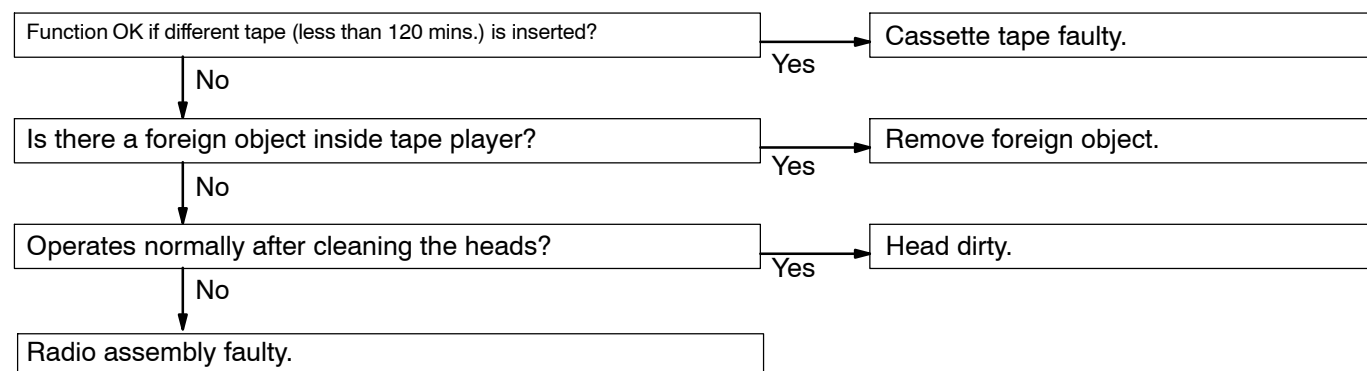 Function OK if different tape (less than 120 mins.) is inserted?
Cassette tape faulty.
Yes
No
Is there a foreign object inside tape player?
Remove foreign object.
Yes
No
Operates normally after cleaning the heads?
Head dirty.
Yes
No
Radio assembly faulty.